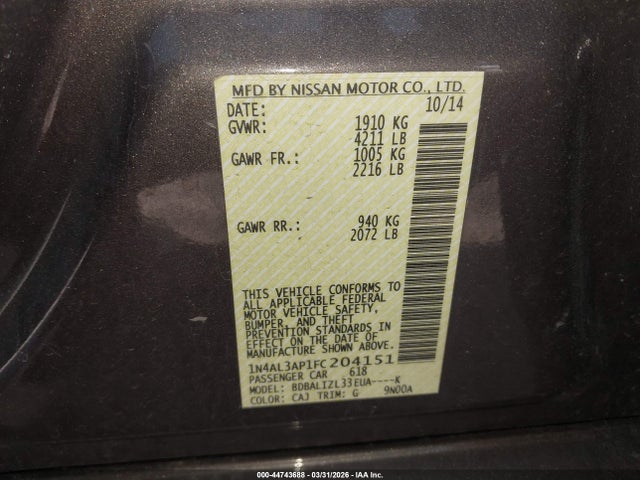 MFD BY NISSAN MOTOR CO., LTD.
DATE: 10/14
GVWR: 1910 KG
4211 LB
GAWR FR.: 1005 KG
2216 LB
GAWR RR.: 940 KG
2072 LB
THIS VEHICLE CONFORMS TO
ALL APPLICABLE FEDERAL
MOTOR VEHICLE SAFETY,
BUMPER, AND THEFT
PREVENTION STANDARDS IN
EFFECT ON THE DATE OF
MANUFACTURE SHOWN ABOVE.
1N4AL3AP1FC204151
PASSENGER CAR 618
MODEL: BDBALIZL33EUA----K
COLOR: CAJ TRIM: G 9N00A
000-44743688 - 03/31/2026 - IAA Inc.